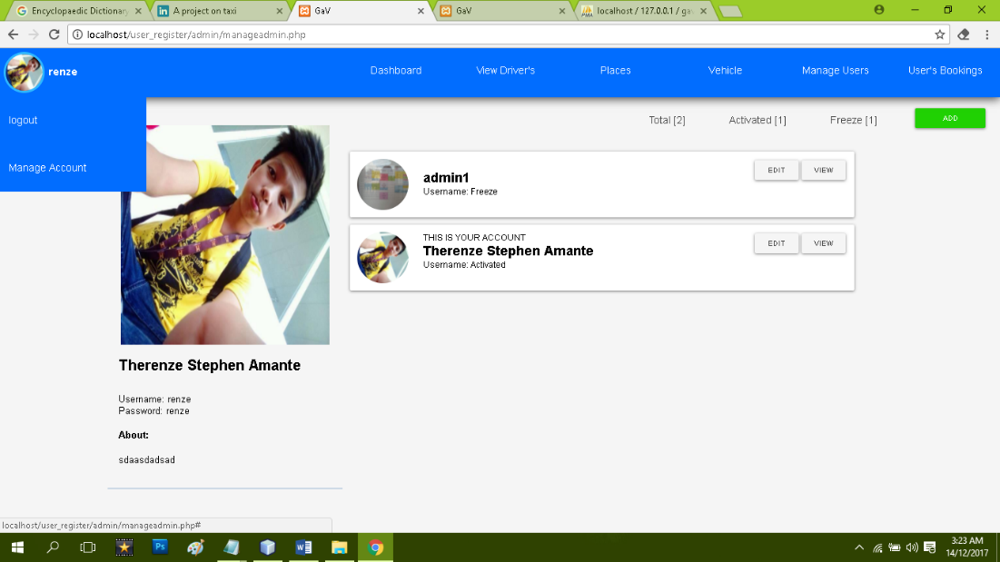 Encyclopaedic Dictionary
A project on taxi
GaV
GaV
localhost / 127.0.0.1 / ga
localhost/user_register/admin/manageadmin.php
renze
Dashboard
View Driver's
Places
Vehicle
Manage Users
User's Bookings
logout
Manage Account
Total [2]
Activated [1]
Freeze [1]
ADD
admin1
Username: Freeze
EDIT
VIEW
THIS IS YOUR ACCOUNT
Therenze Stephen Amante
Username: Activated
EDIT
VIEW
Therenze Stephen Amante
Username: renze
Password: renze
About:
sdaasdadsad
localhost/user_register/admin/manageadmin.php#
3:23 AM
14/12/2017